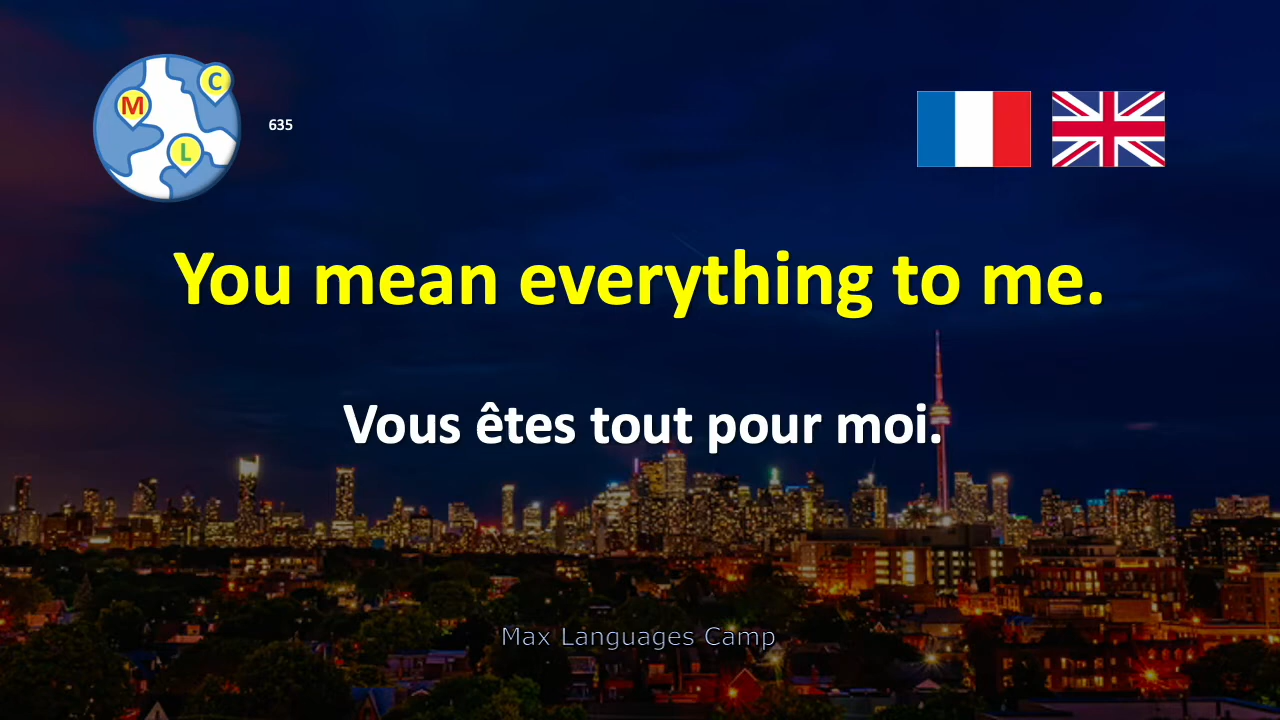 C
M
L
635
You mean everything to me.
Vous êtes tout pour moi.
Max Languages Camp